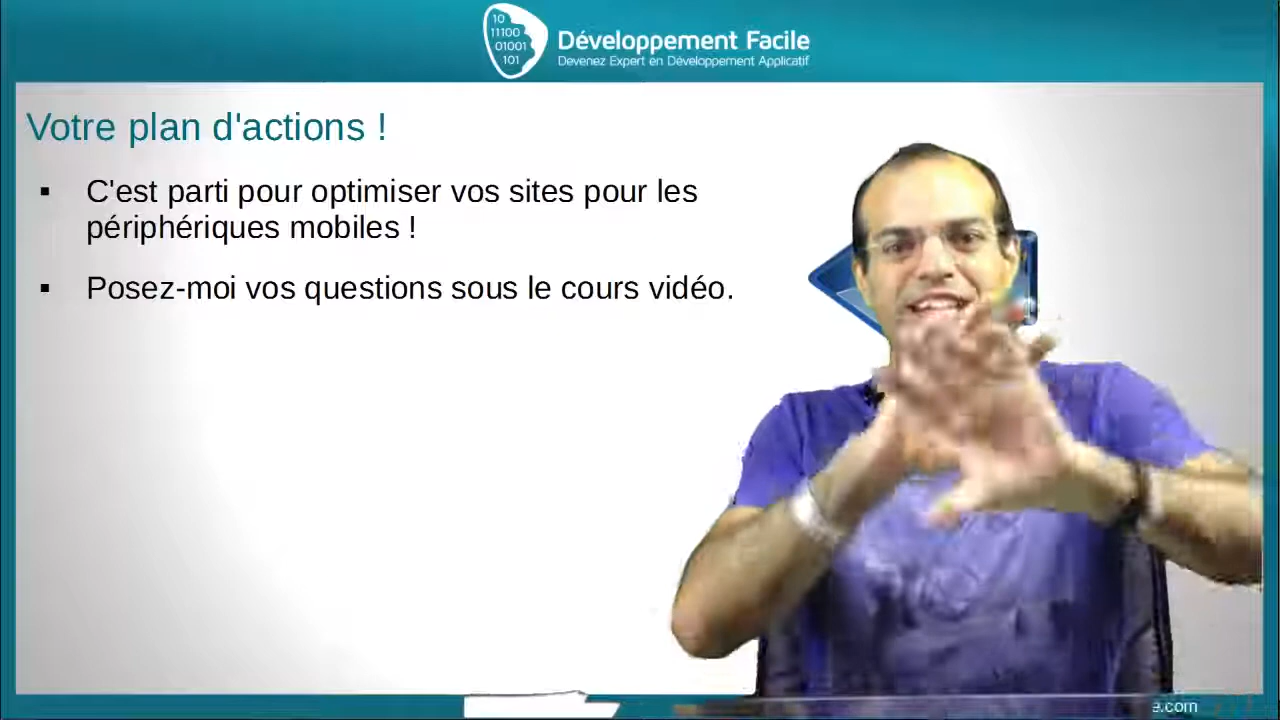 10
11100
01001
101
Développement Facile
Devenez Expert en Développement Applicatif
Votre plan d'actions !
C'est parti pour optimiser vos sites pour les
périphériques mobiles !
Posez-moi vos questions sous le cours vidéo.
e.com